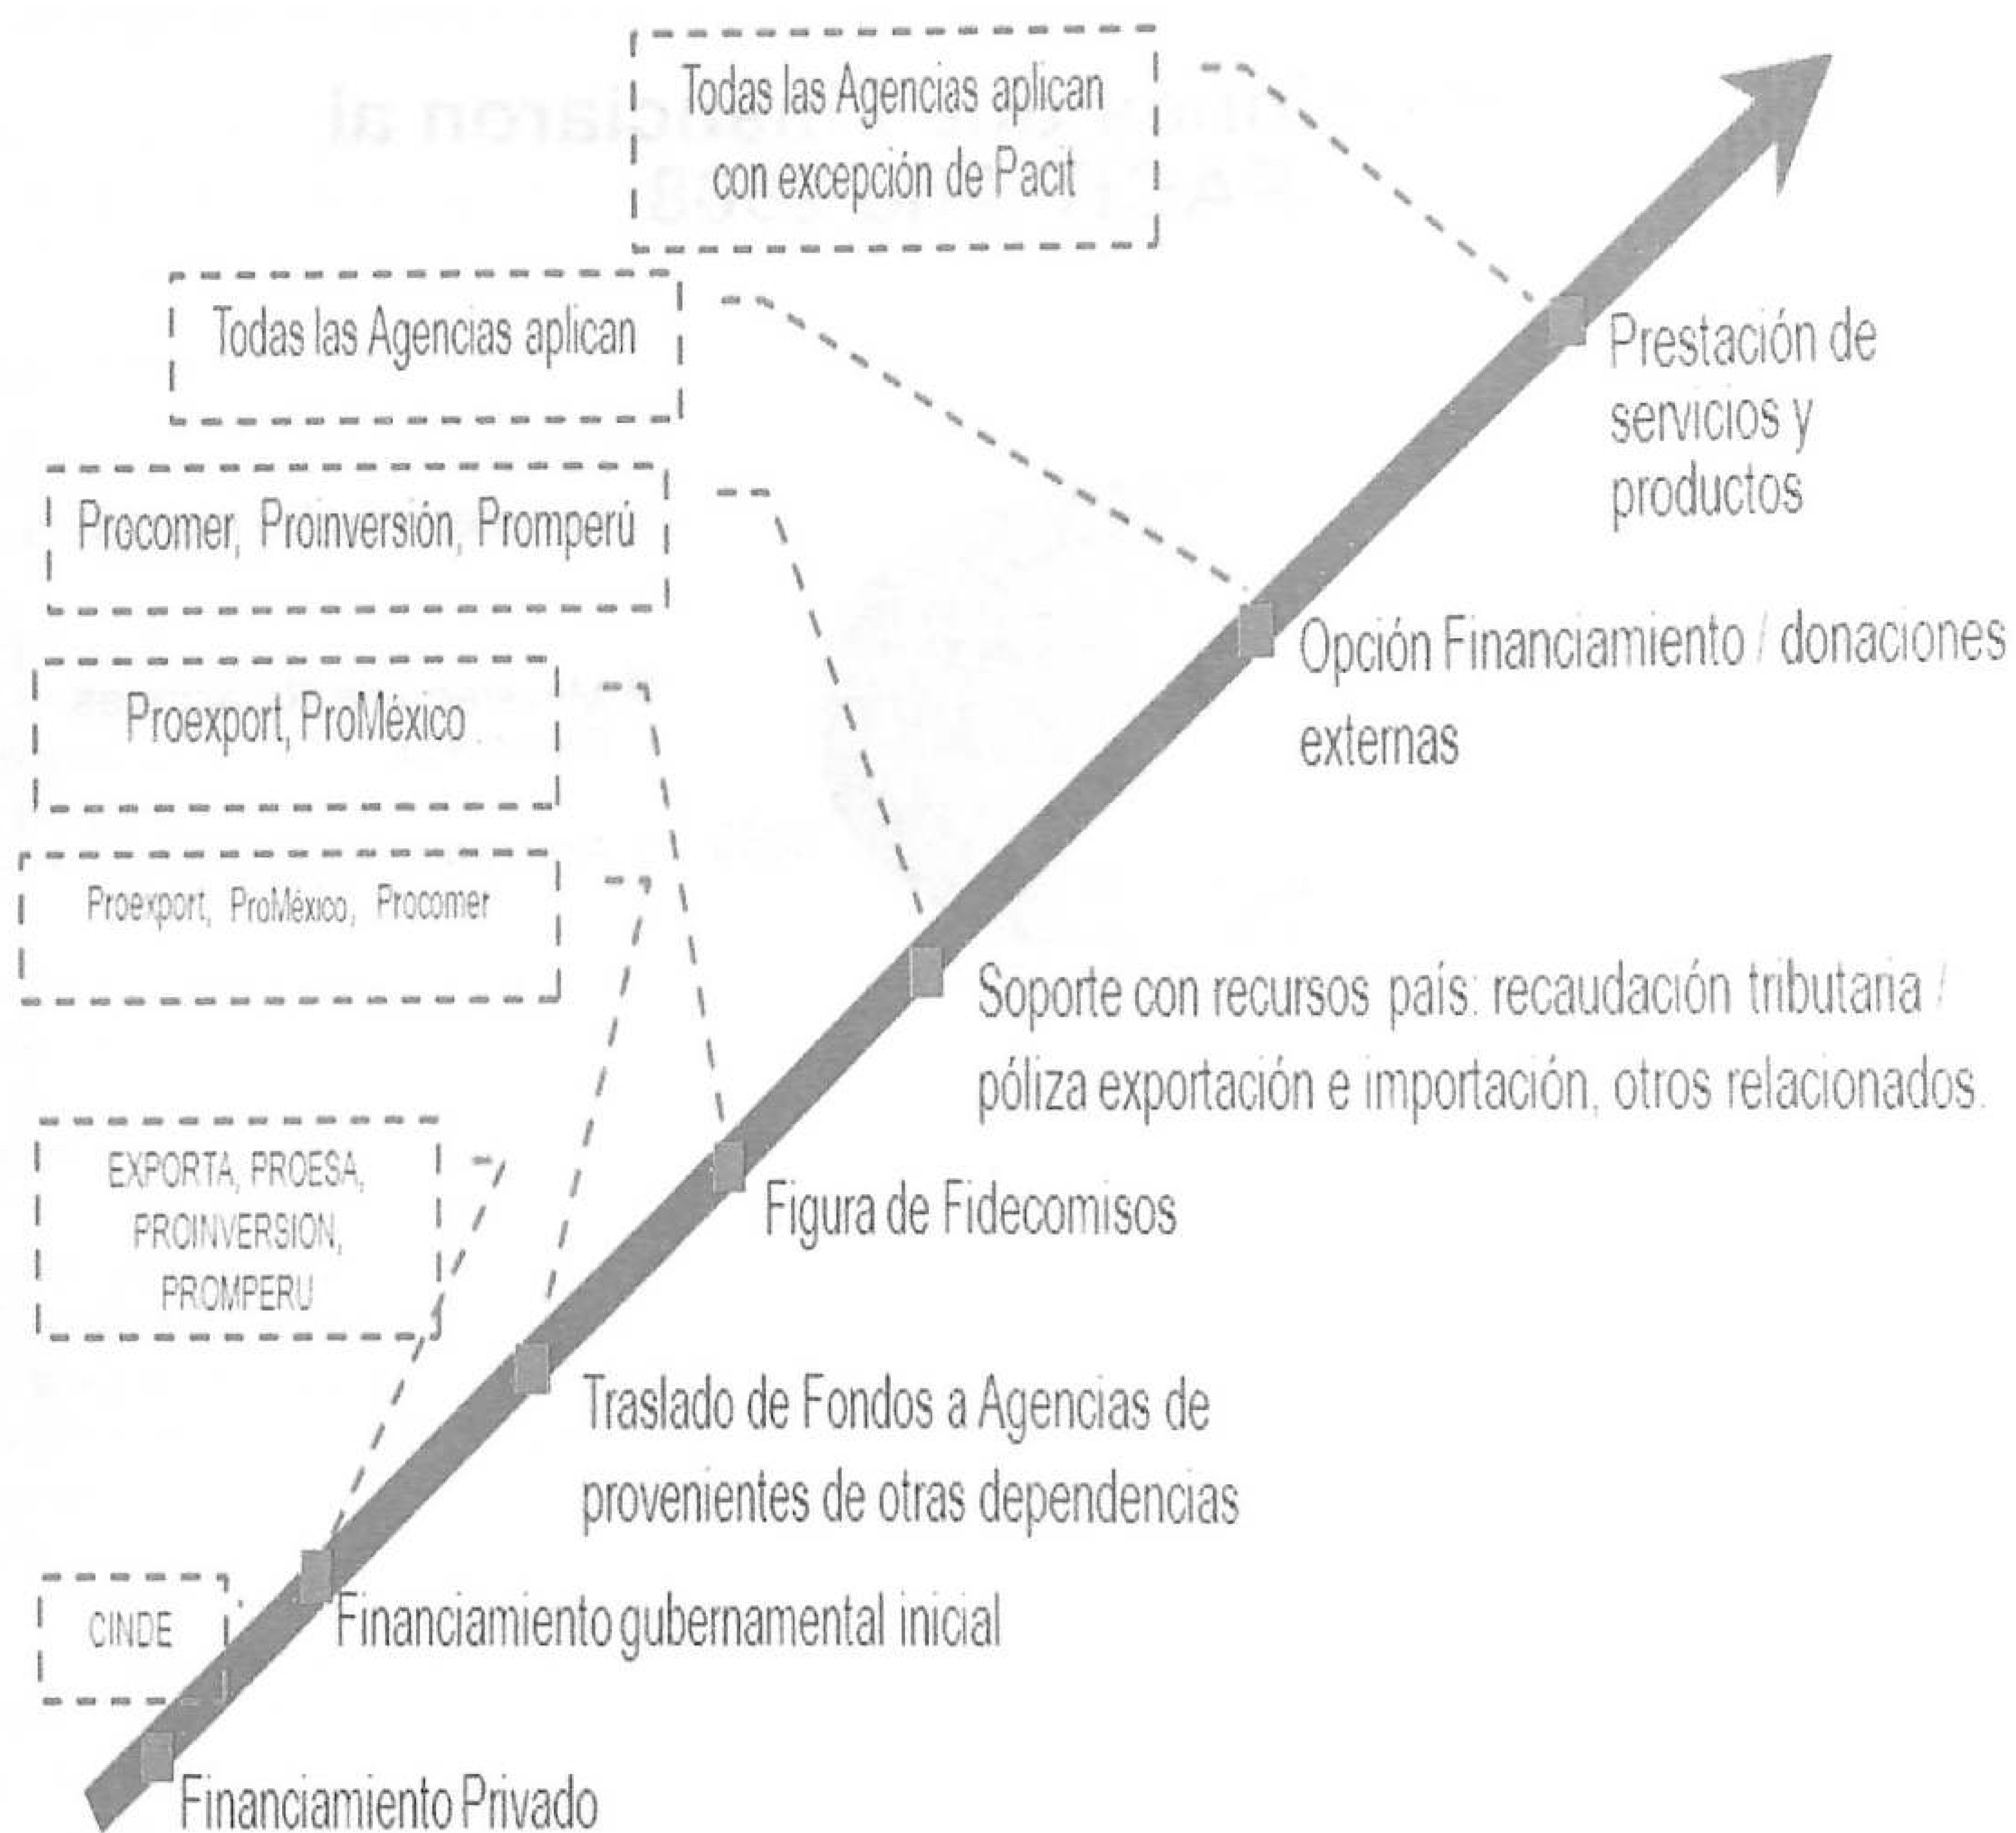 Todas las Agencias aplican
con excepción de Pacit
Todas las Agencias aplican
Procomer, Proinversión, Promperú
Proexport, ProMéxico
Proexport, ProMéxico, Procomer
EXPORTA, PROESA,
PROINVERSION,
PROMPERU
CINDE
Prestación de
servicios y
productos
Opción Financiamiento / donaciones
externas
Soporte con recursos país: recaudación tributaria /
póliza exportación e importación, otros relacionados.
Figura de Fidecomisos
Traslado de Fondos a Agencias de
provenientes de otras dependencias
Financiamiento gubernamental inicial
Financiamiento Privado